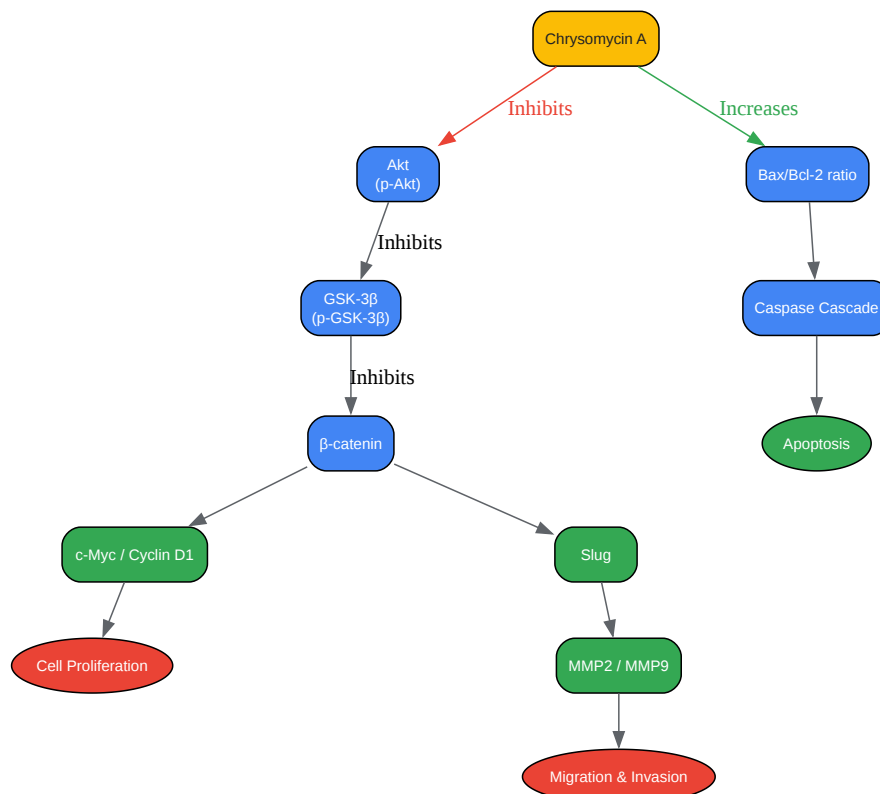 Chrysomycin A
Inhibits
Increases
Akt
(p-Akt)
Bax/Bcl-2 ratio
Inhibits
GSK-3β
(p-GSK-3β)
Caspase Cascade
Inhibits
β-catenin
Apoptosis
c-Myc / Cyclin D1
Slug
Cell Proliferation
MMP2 / MMP9
Migration & Invasion